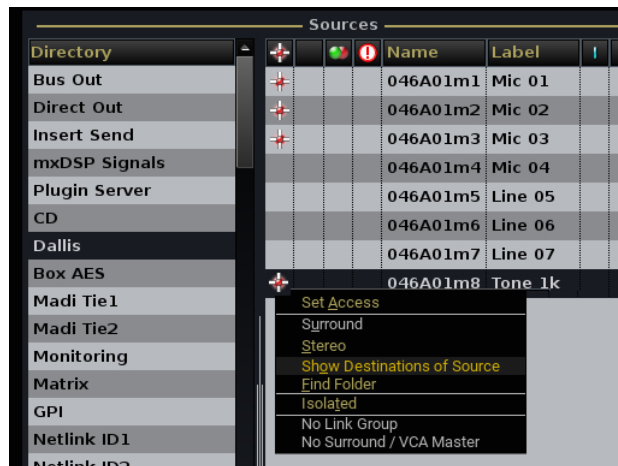 Sources
Directory
Name Label
Bus Out
046A01m1 Mic 01
Direct Out
046A01m2 Mic 02
Insert Send
046A01m3 Mic 03
mxDSP Signals
046A01m4 Mic 04
Plugin Server
046A01m5 Line 05
CD
046A01m6 Line 06
Dallis
046A01m7 Line 07
Box AES
046A01m8 Tone 1k
Madi Tie1
Madi Tie2
Monitoring
Matrix
GPI
Netlink ID1
Netlink ID2
Set Access
Surround
Stereo
Show Destinations of Source
Find Folder
Isolated
No Link Group
No Surround / VCA Master